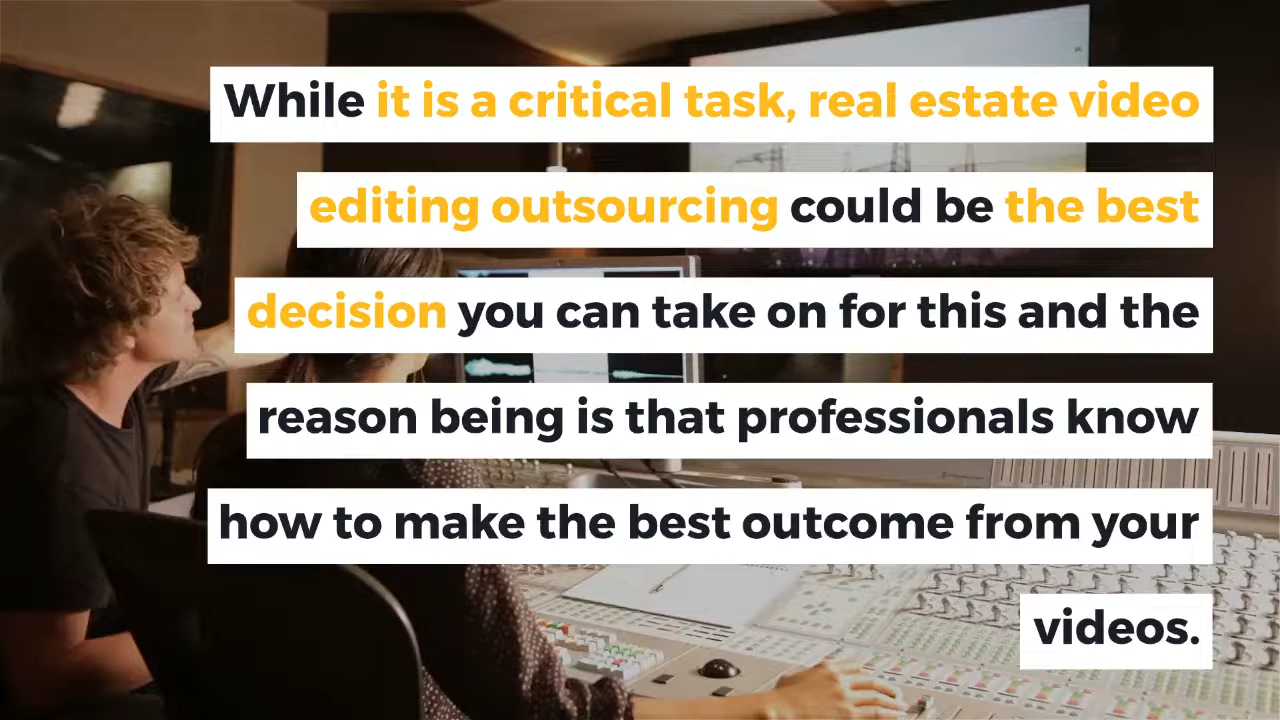 While it is a critical task, real estate video
editing outsourcing could be the best
decision you can take on for this and the
reason being is that professionals know
how to make the best outcome from your
videos.